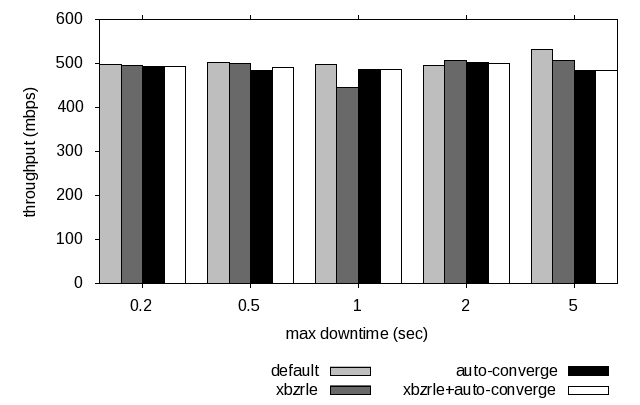 600
500
400
300
200
100
0
throughput (mbps)
0.2 0.5 1 2 5
max downtime (sec)
default auto-converge
xbzrle xbzrle+auto-converge